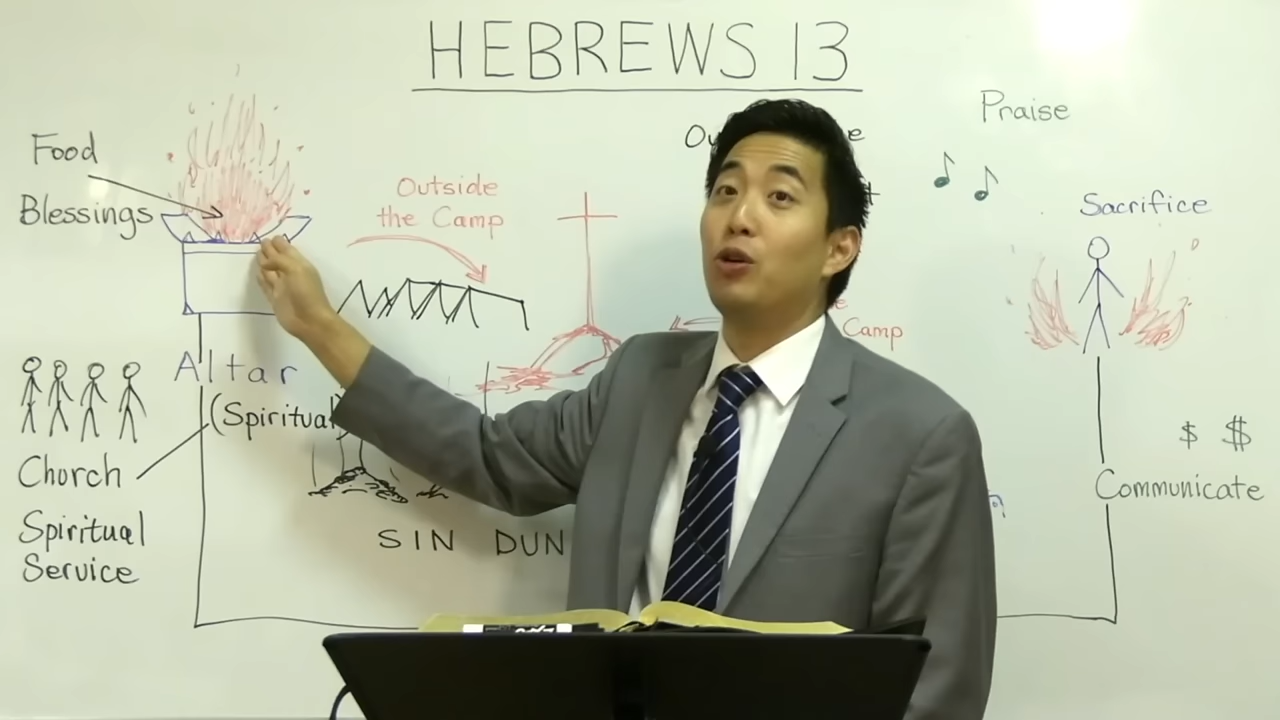 HEBREWS 13
Praise
Food
Blessings
Outside
the Camp
Sacrifice
Camp
Altar
(Spiritual)
$ $
Church
Communicate
Spiritual
Service
SIN DUN